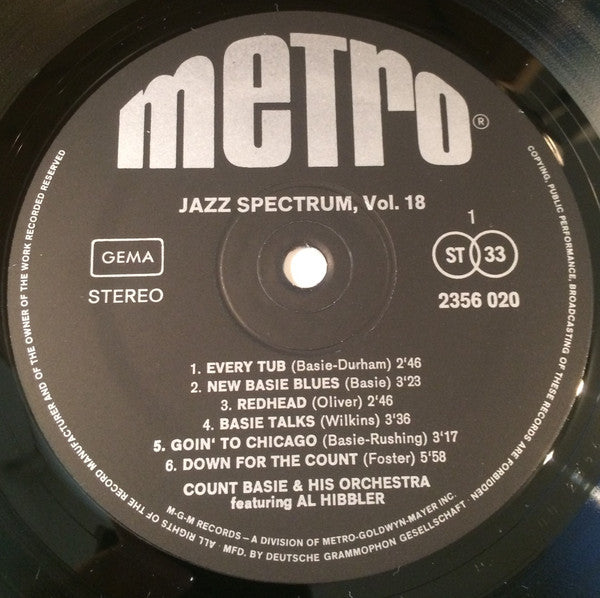 metro®
JAZZ SPECTRUM, Vol. 18
1
GEMA
STEREO
ST 33
2356 020
1. EVERY TUB (Basie-Durham) 2'46
2. NEW BASIE BLUES (Basie) 3'23
3. REDHEAD (Oliver) 2'46
4. BASIE TALKS (Wilkins) 3'36
5. GOIN' TO CHICAGO (Basie-Rushing) 3'17
6. DOWN FOR THE COUNT (Foster) 5'58
COUNT BASIE & HIS ORCHESTRA
featuring AL HIBBLER
M-G-M RECORDS – A DIVISION OF METRO-GOLDWYN-MAYER INC.
ALL RIGHTS OF THE RECORD MANUFACTURER AND OF THE OWNER OF THE WORK RECORDED RESERVED
COPYING, PUBLIC PERFORMANCE, BROADCASTING OF THESE RECORDS ARE FORBIDDEN · MFD. BY DEUTSCHE GRAMMOPHON GESELLSCHAFT ·